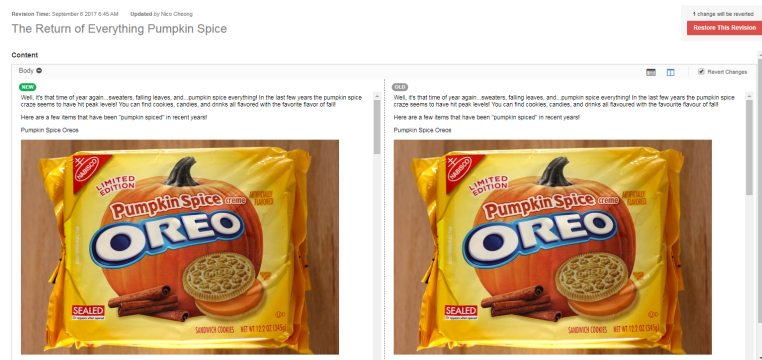 Revision Time: September 6 2017 6:45 AM Updated by Nico Cheong
1 change will be reverted
The Return of Everything Pumpkin Spice
Restore This Revision
Content
Body
Revert Changes
NEW
Well, it's that time of year again...sweaters, falling leaves, and...pumpkin spice everything! In the last few years the pumpkin spice
craze seems to have hit peak levels! You can find cookies, candies, and drinks all flavored with the favorite flavor of fall!
Here are a few items that have been "pumpkin spiced" in recent years!
Pumpkin Spice Oreos
NABISCO
LIMITED
EDITION
Pumpkin Spice creme
ARTIFICIALLY
FLAVORED
OREO
SEALED
SANDWICH COOKIES NET WT 12.2 OZ (345g)
OLD
Well, it's that time of year again...sweaters, falling leaves, and...pumpkin spice everything! In the last few years the pumpkin spice
craze seems to have hit peak levels! You can find cookies, candies, and drinks all flavoured with the favourite flavour of fall!
Here are a few items that have been "pumpkin spiced" in recent years!
Pumpkin Spice Oreos
NABISCO
LIMITED
EDITION
Pumpkin Spice creme
ARTIFICIALLY
FLAVORED
OREO
SEALED
SANDWICH COOKIES NET WT 12.2 OZ (345g)